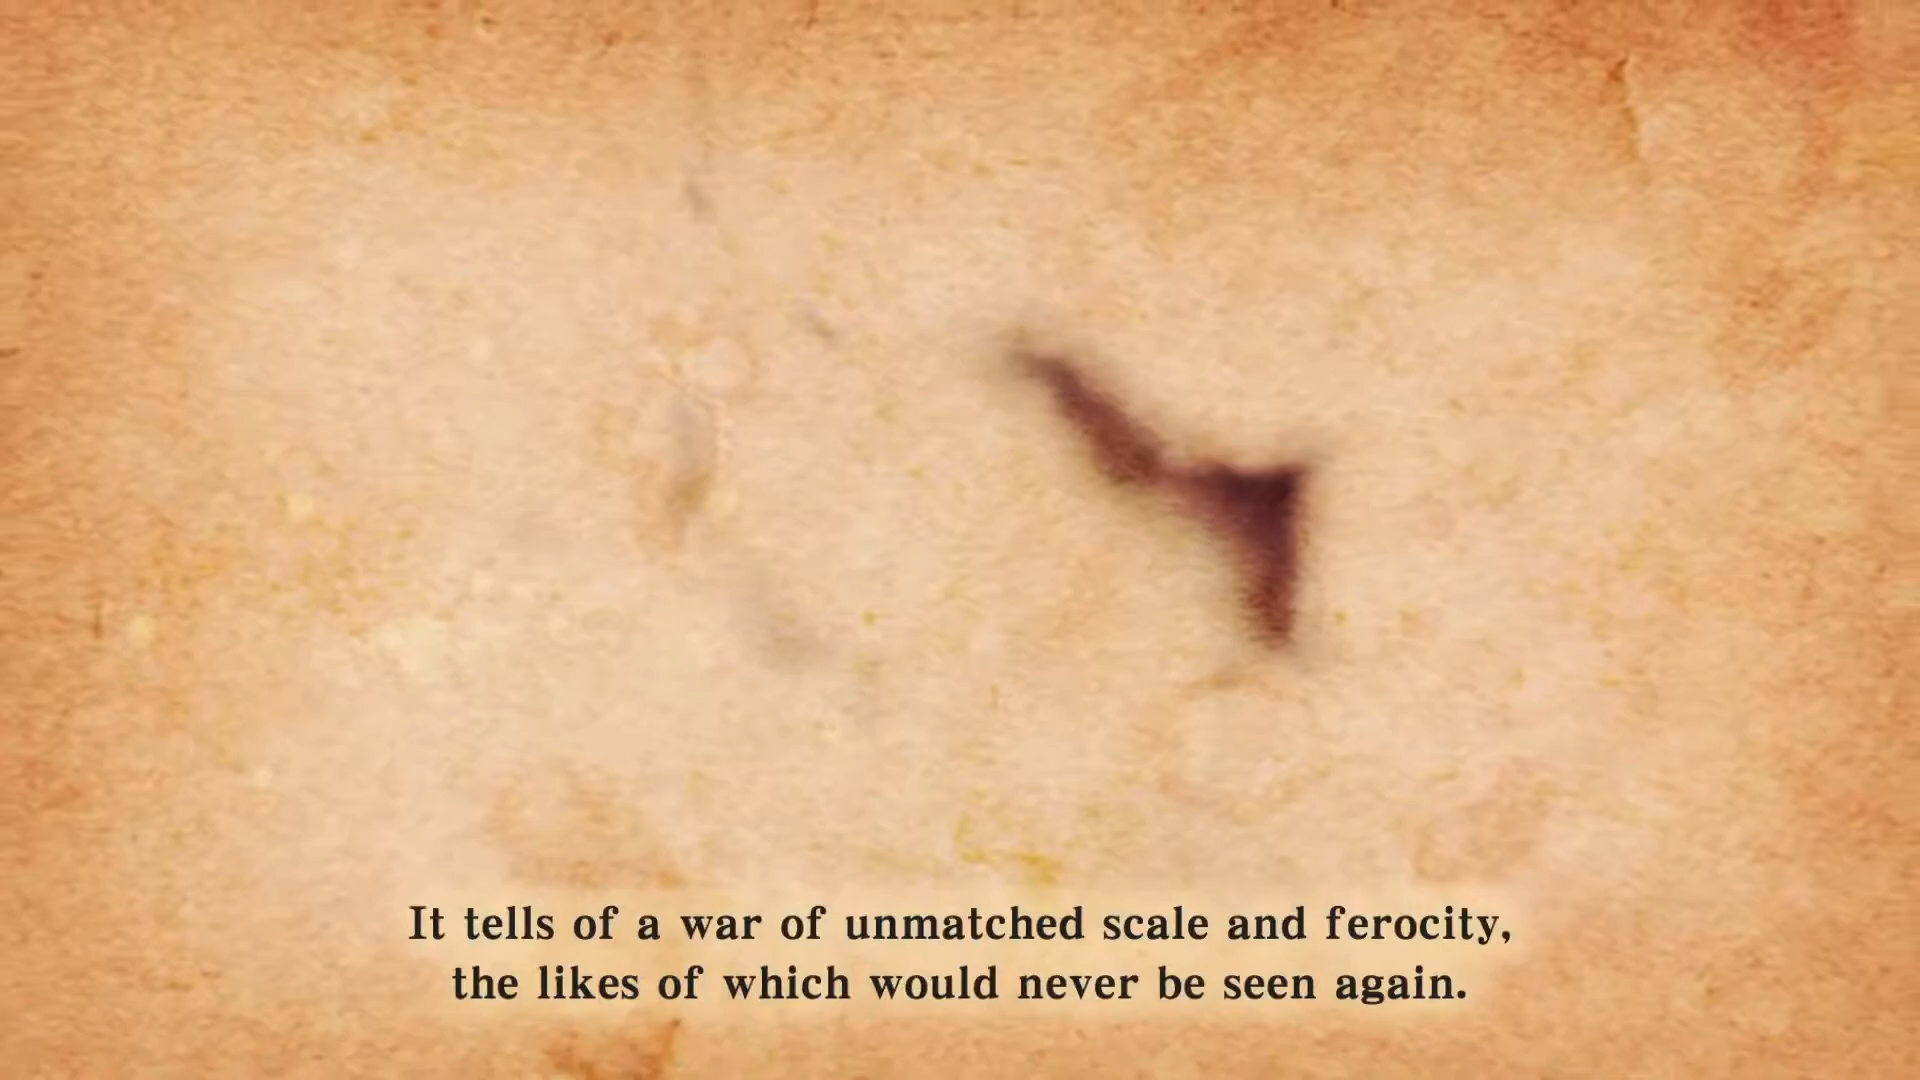 It tells of a war of unmatched scale and ferocity,
the likes of which would never be seen again.